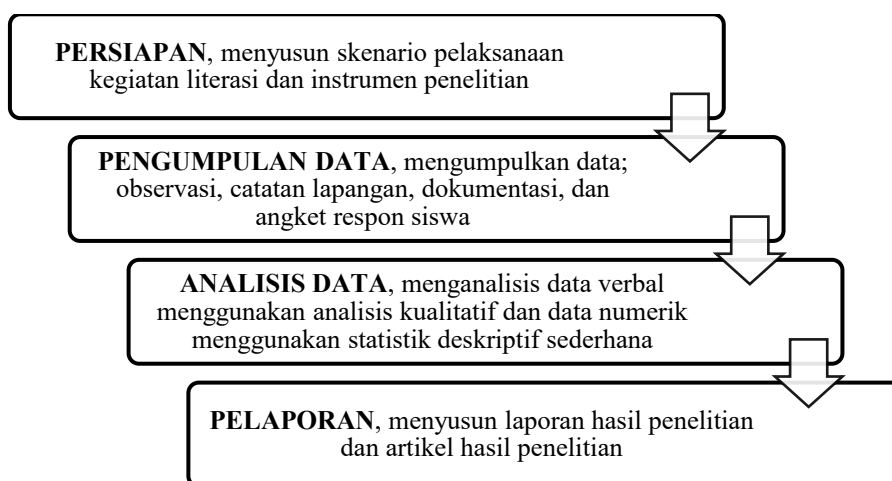 PERSIAPAN, menyusun skenario pelaksanaan
kegiatan literasi dan instrumen penelitian
PENGUMPULAN DATA, mengumpulkan data;
observasi, catatan lapangan, dokumentasi, dan
angket respon siswa
ANALISIS DATA, menganalisis data verbal
menggunakan analisis kualitatif dan data numerik
menggunakan statistik deskriptif sederhana
PELAPORAN, menyusun laporan hasil penelitian
dan artikel hasil penelitian